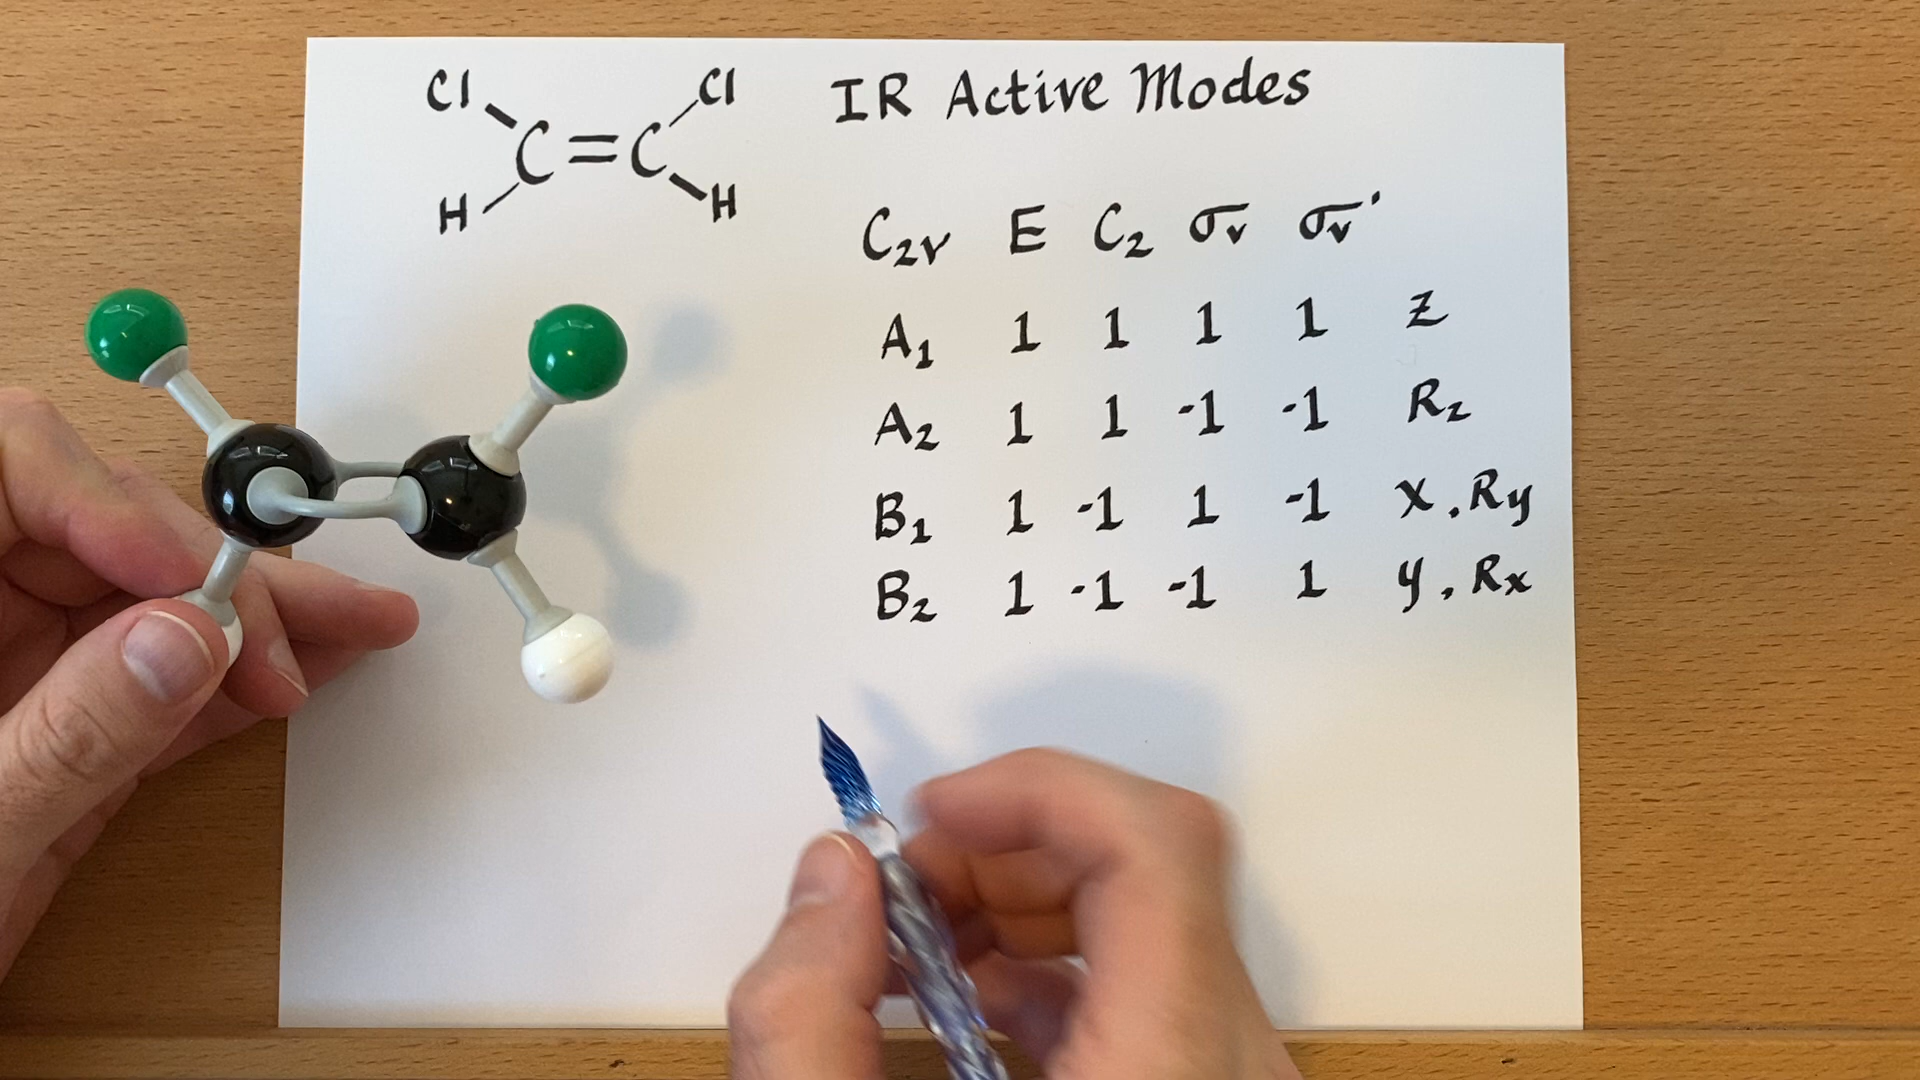 Cl Cl
C=C
H H
IR Active Modes
C2v E C2 σv σv'
A1 1 1 1 1 z
A2 1 1 -1 -1 Rz
B1 1 -1 1 -1 x, Ry
B2 1 -1 -1 1 y, Rx